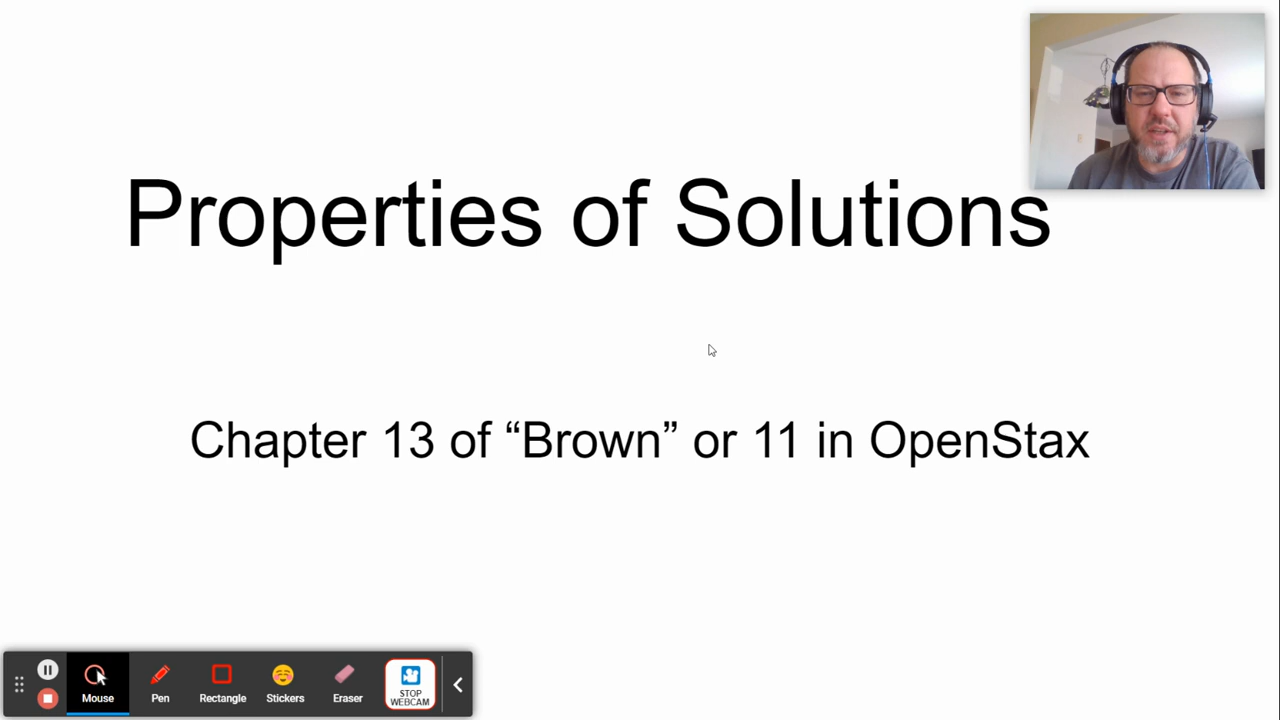 Properties of Solutions
Chapter 13 of “Brown” or 11 in OpenStax
Mouse
Pen
Rectangle
Stickers
Eraser
STOP
WEBCAM